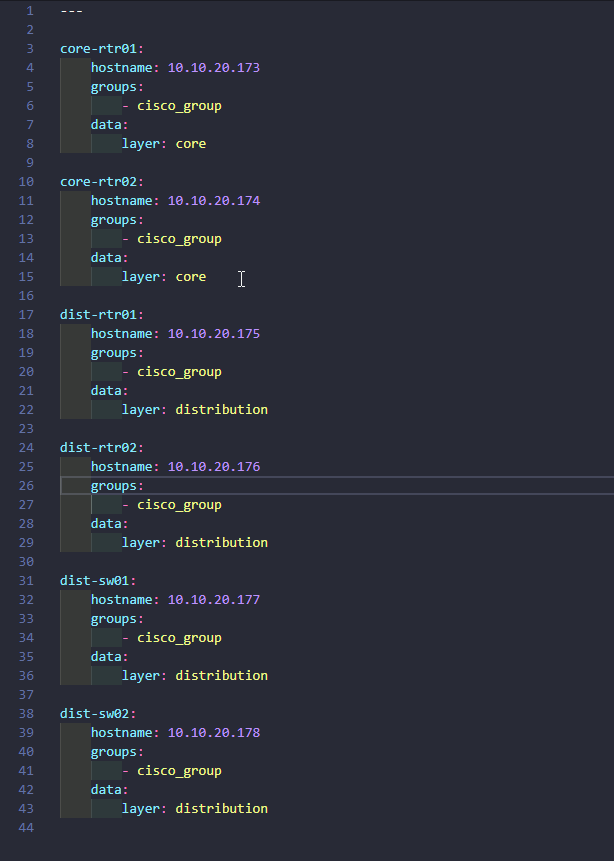 1 ---
2
3 core-rtr01:
4     hostname: 10.10.20.173
5     groups:
6         - cisco_group
7     data:
8         layer: core
9
10 core-rtr02:
11     hostname: 10.10.20.174
12     groups:
13         - cisco_group
14     data:
15         layer: core
16
17 dist-rtr01:
18     hostname: 10.10.20.175
19     groups:
20         - cisco_group
21     data:
22         layer: distribution
23
24 dist-rtr02:
25     hostname: 10.10.20.176
26     groups:
27         - cisco_group
28     data:
29         layer: distribution
30
31 dist-sw01:
32     hostname: 10.10.20.177
33     groups:
34         - cisco_group
35     data:
36         layer: distribution
37
38 dist-sw02:
39     hostname: 10.10.20.178
40     groups:
41         - cisco_group
42     data:
43         layer: distribution
44